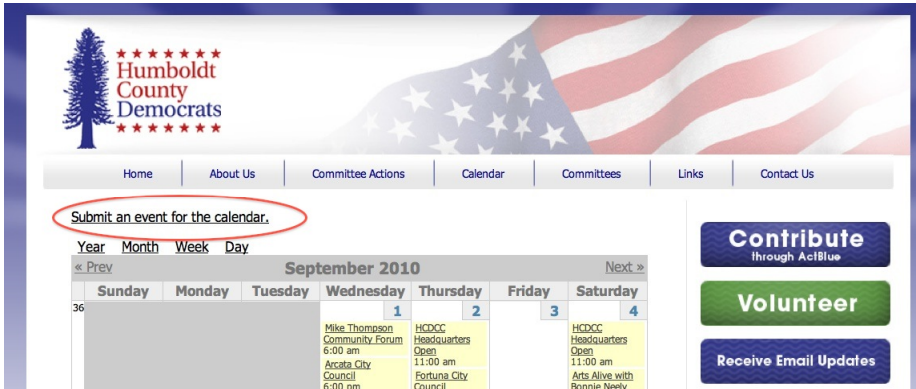 Humboldt
County
Democrats
Home About Us Committee Actions Calendar Committees Links Contact Us
Submit an event for the calendar.
Year Month Week Day
« Prev September 2010 Next »
Sunday Monday Tuesday Wednesday Thursday Friday Saturday
36 1 2 3 4
Mike Thompson
Community Forum
6:00 am
Arcata City
Council
6:00 pm
HCDCC
Headquarters
Open
11:00 am
Fortuna City
Council
HCDCC
Headquarters
Open
11:00 am
Arts Alive with
Bonnie Neely
Contribute
through ActBlue
Volunteer
Receive Email Updates